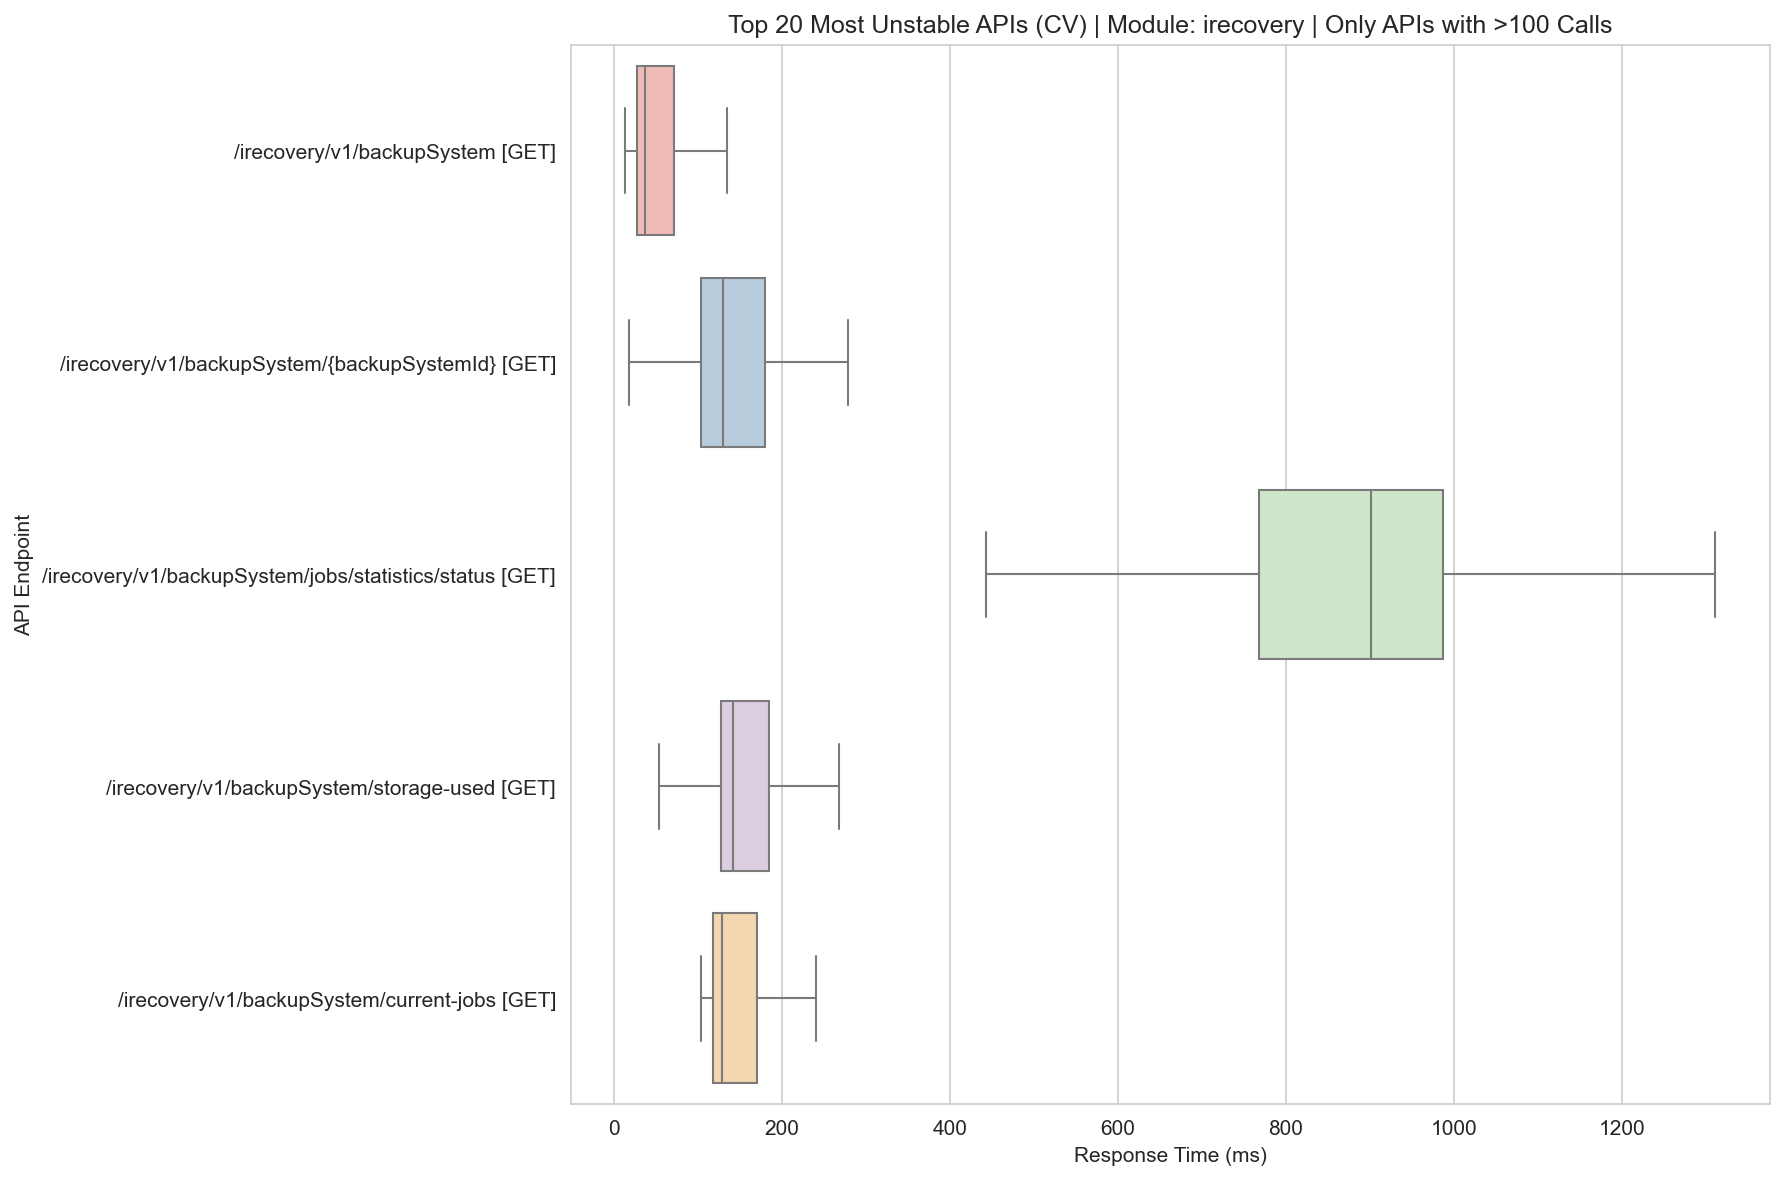 Top 20 Most Unstable APIs (CV) | Module: irecovery | Only APIs with >100 Calls
API Endpoint
/irecovery/v1/backupSystem [GET]
/irecovery/v1/backupSystem/{backupSystemId} [GET]
/irecovery/v1/backupSystem/jobs/statistics/status [GET]
/irecovery/v1/backupSystem/storage-used [GET]
/irecovery/v1/backupSystem/current-jobs [GET]
0 200 400 600 800 1000 1200
Response Time (ms)